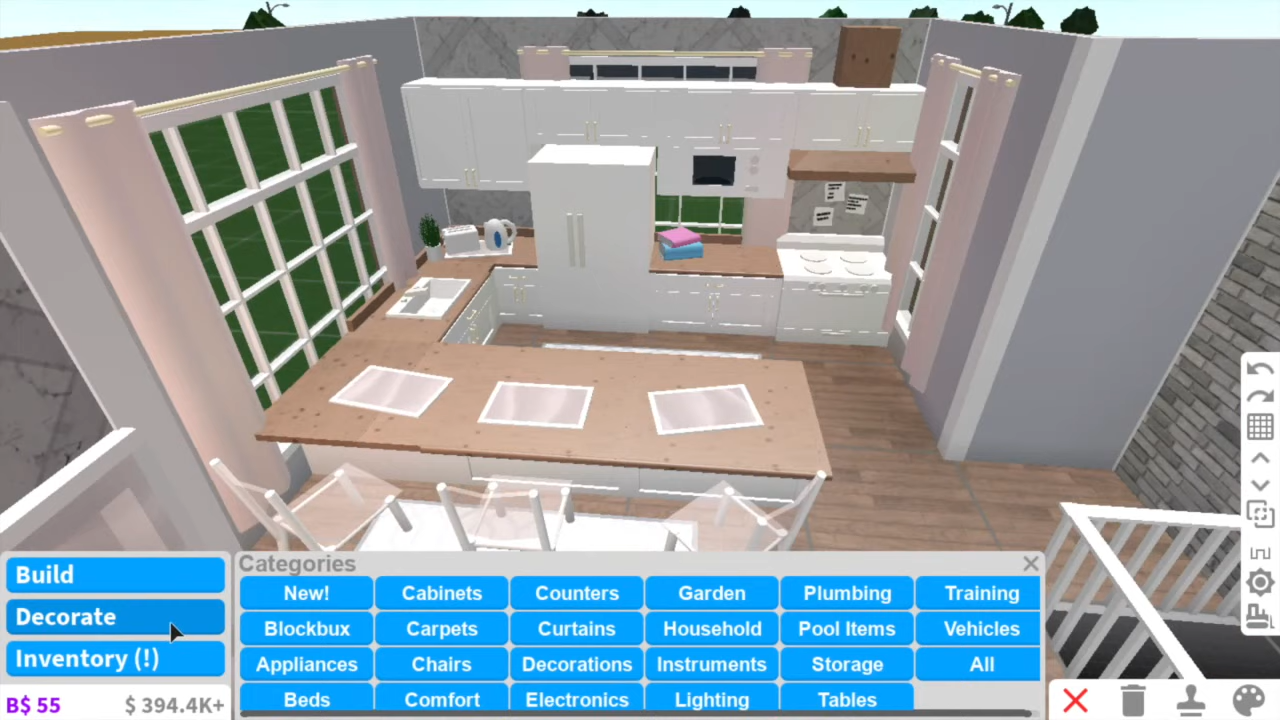 Build
Decorate
Inventory (!)
B$ 55
$ 394.4K+
Categories
New! Cabinets Counters Garden Plumbing Training
Blockbux Carpets Curtains Household Pool Items Vehicles
Appliances Chairs Decorations Instruments Storage All
Beds Comfort Electronics Lighting Tables